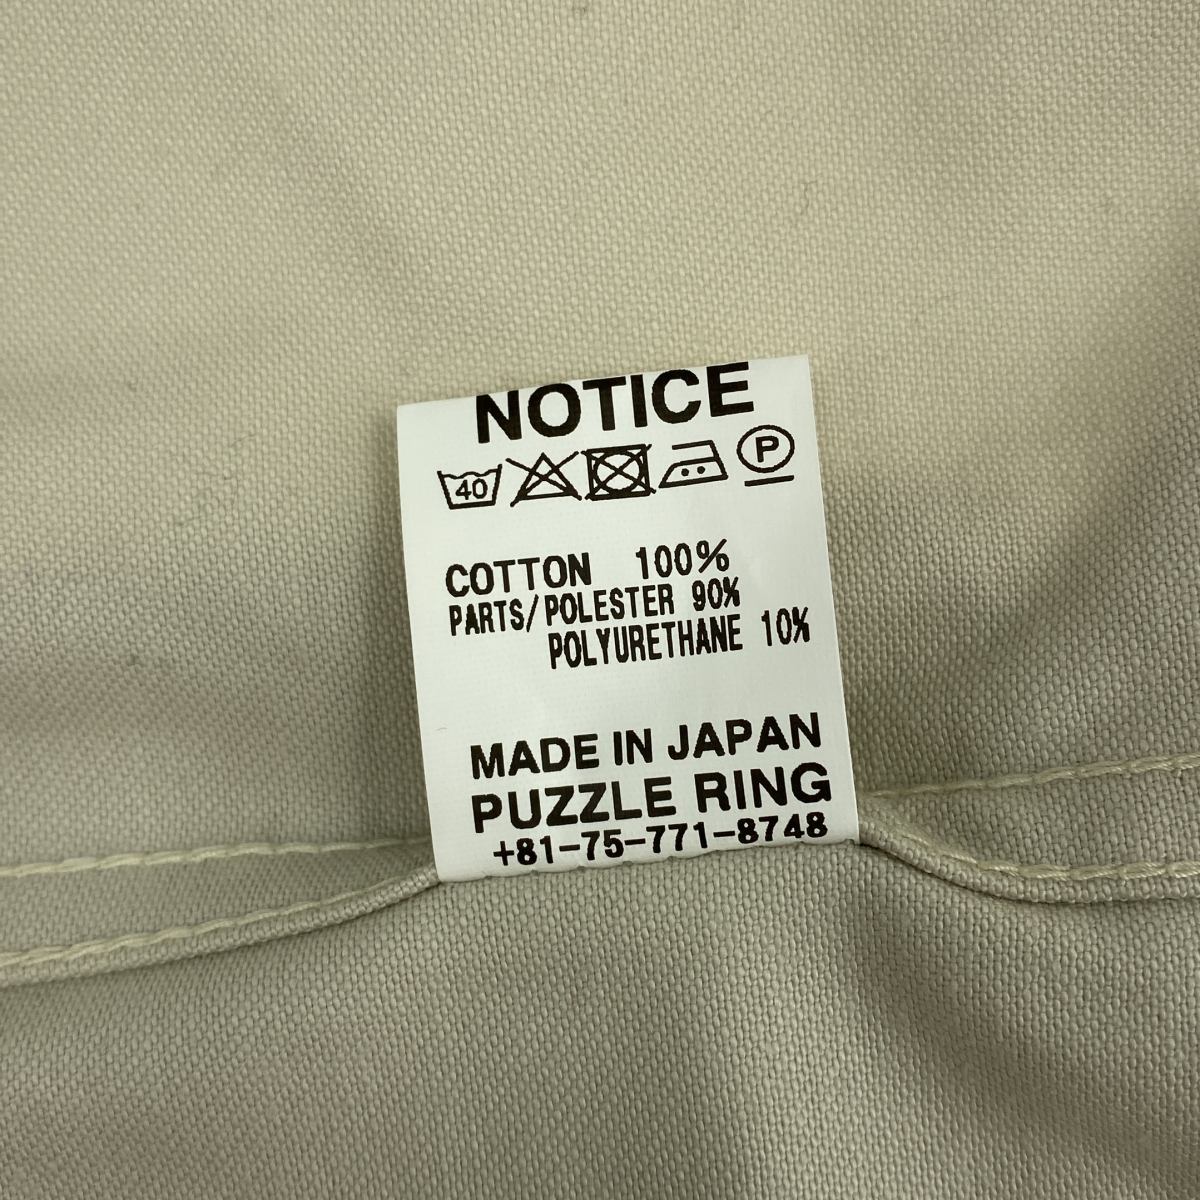 NOTICE
40 P
COTTON 100%
PARTS/POLESTER 90%
POLYURETHANE 10%
MADE IN JAPAN
PUZZLE RING
+81-75-771-8748